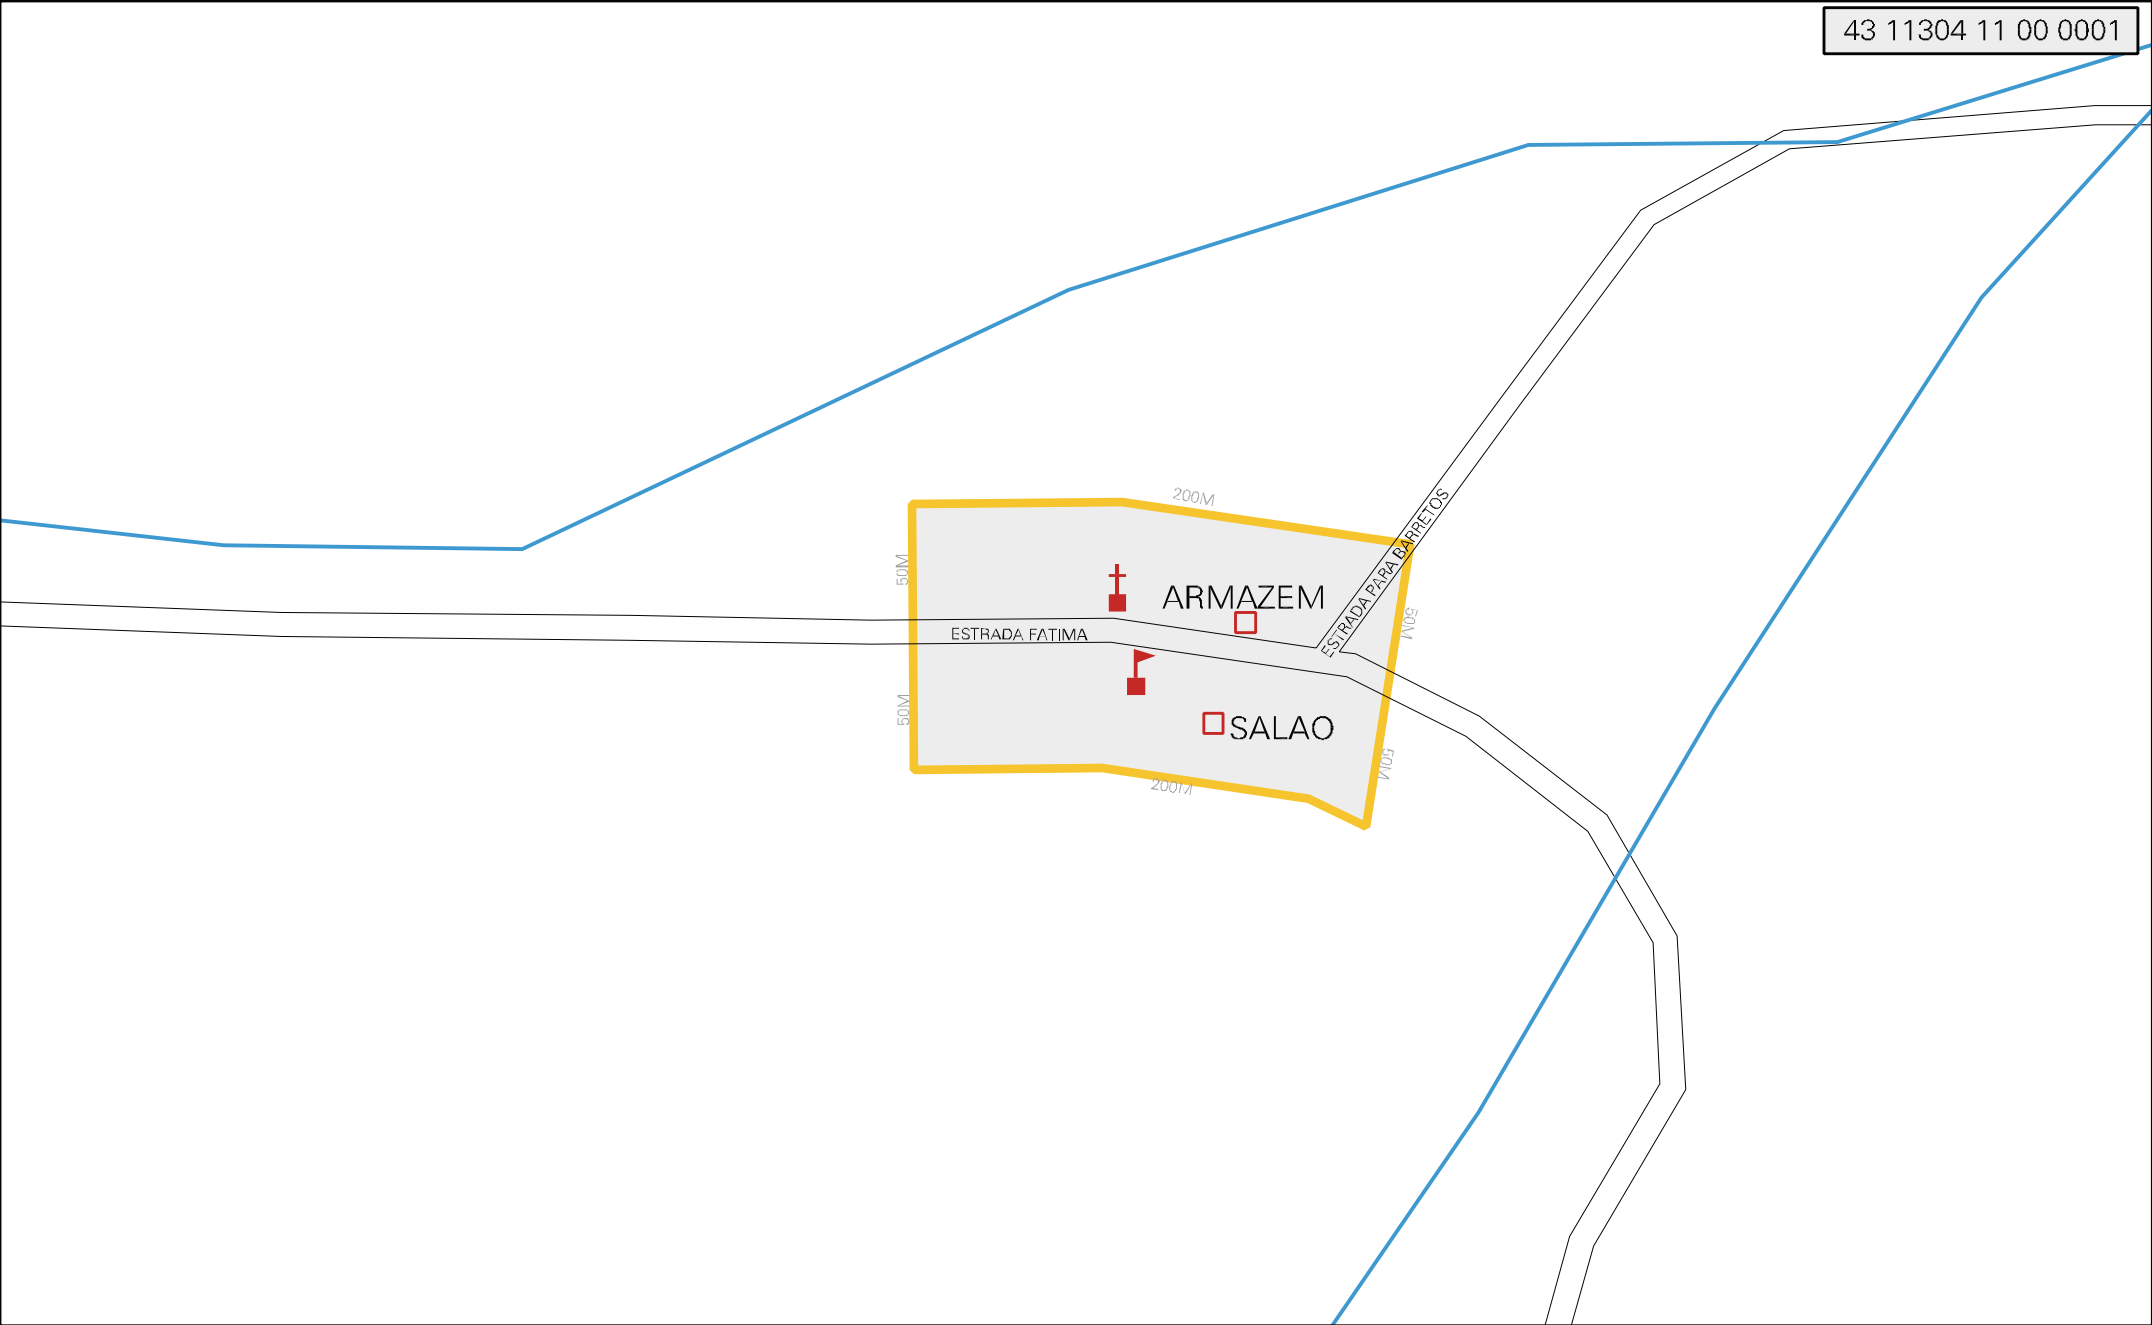 43 11304 11 00 0001
200M
ESTRADA PARA BARRETOS
50M
ARMAZEM
50M
ESTRADA FATIMA
50M
SALAO
50M
200M